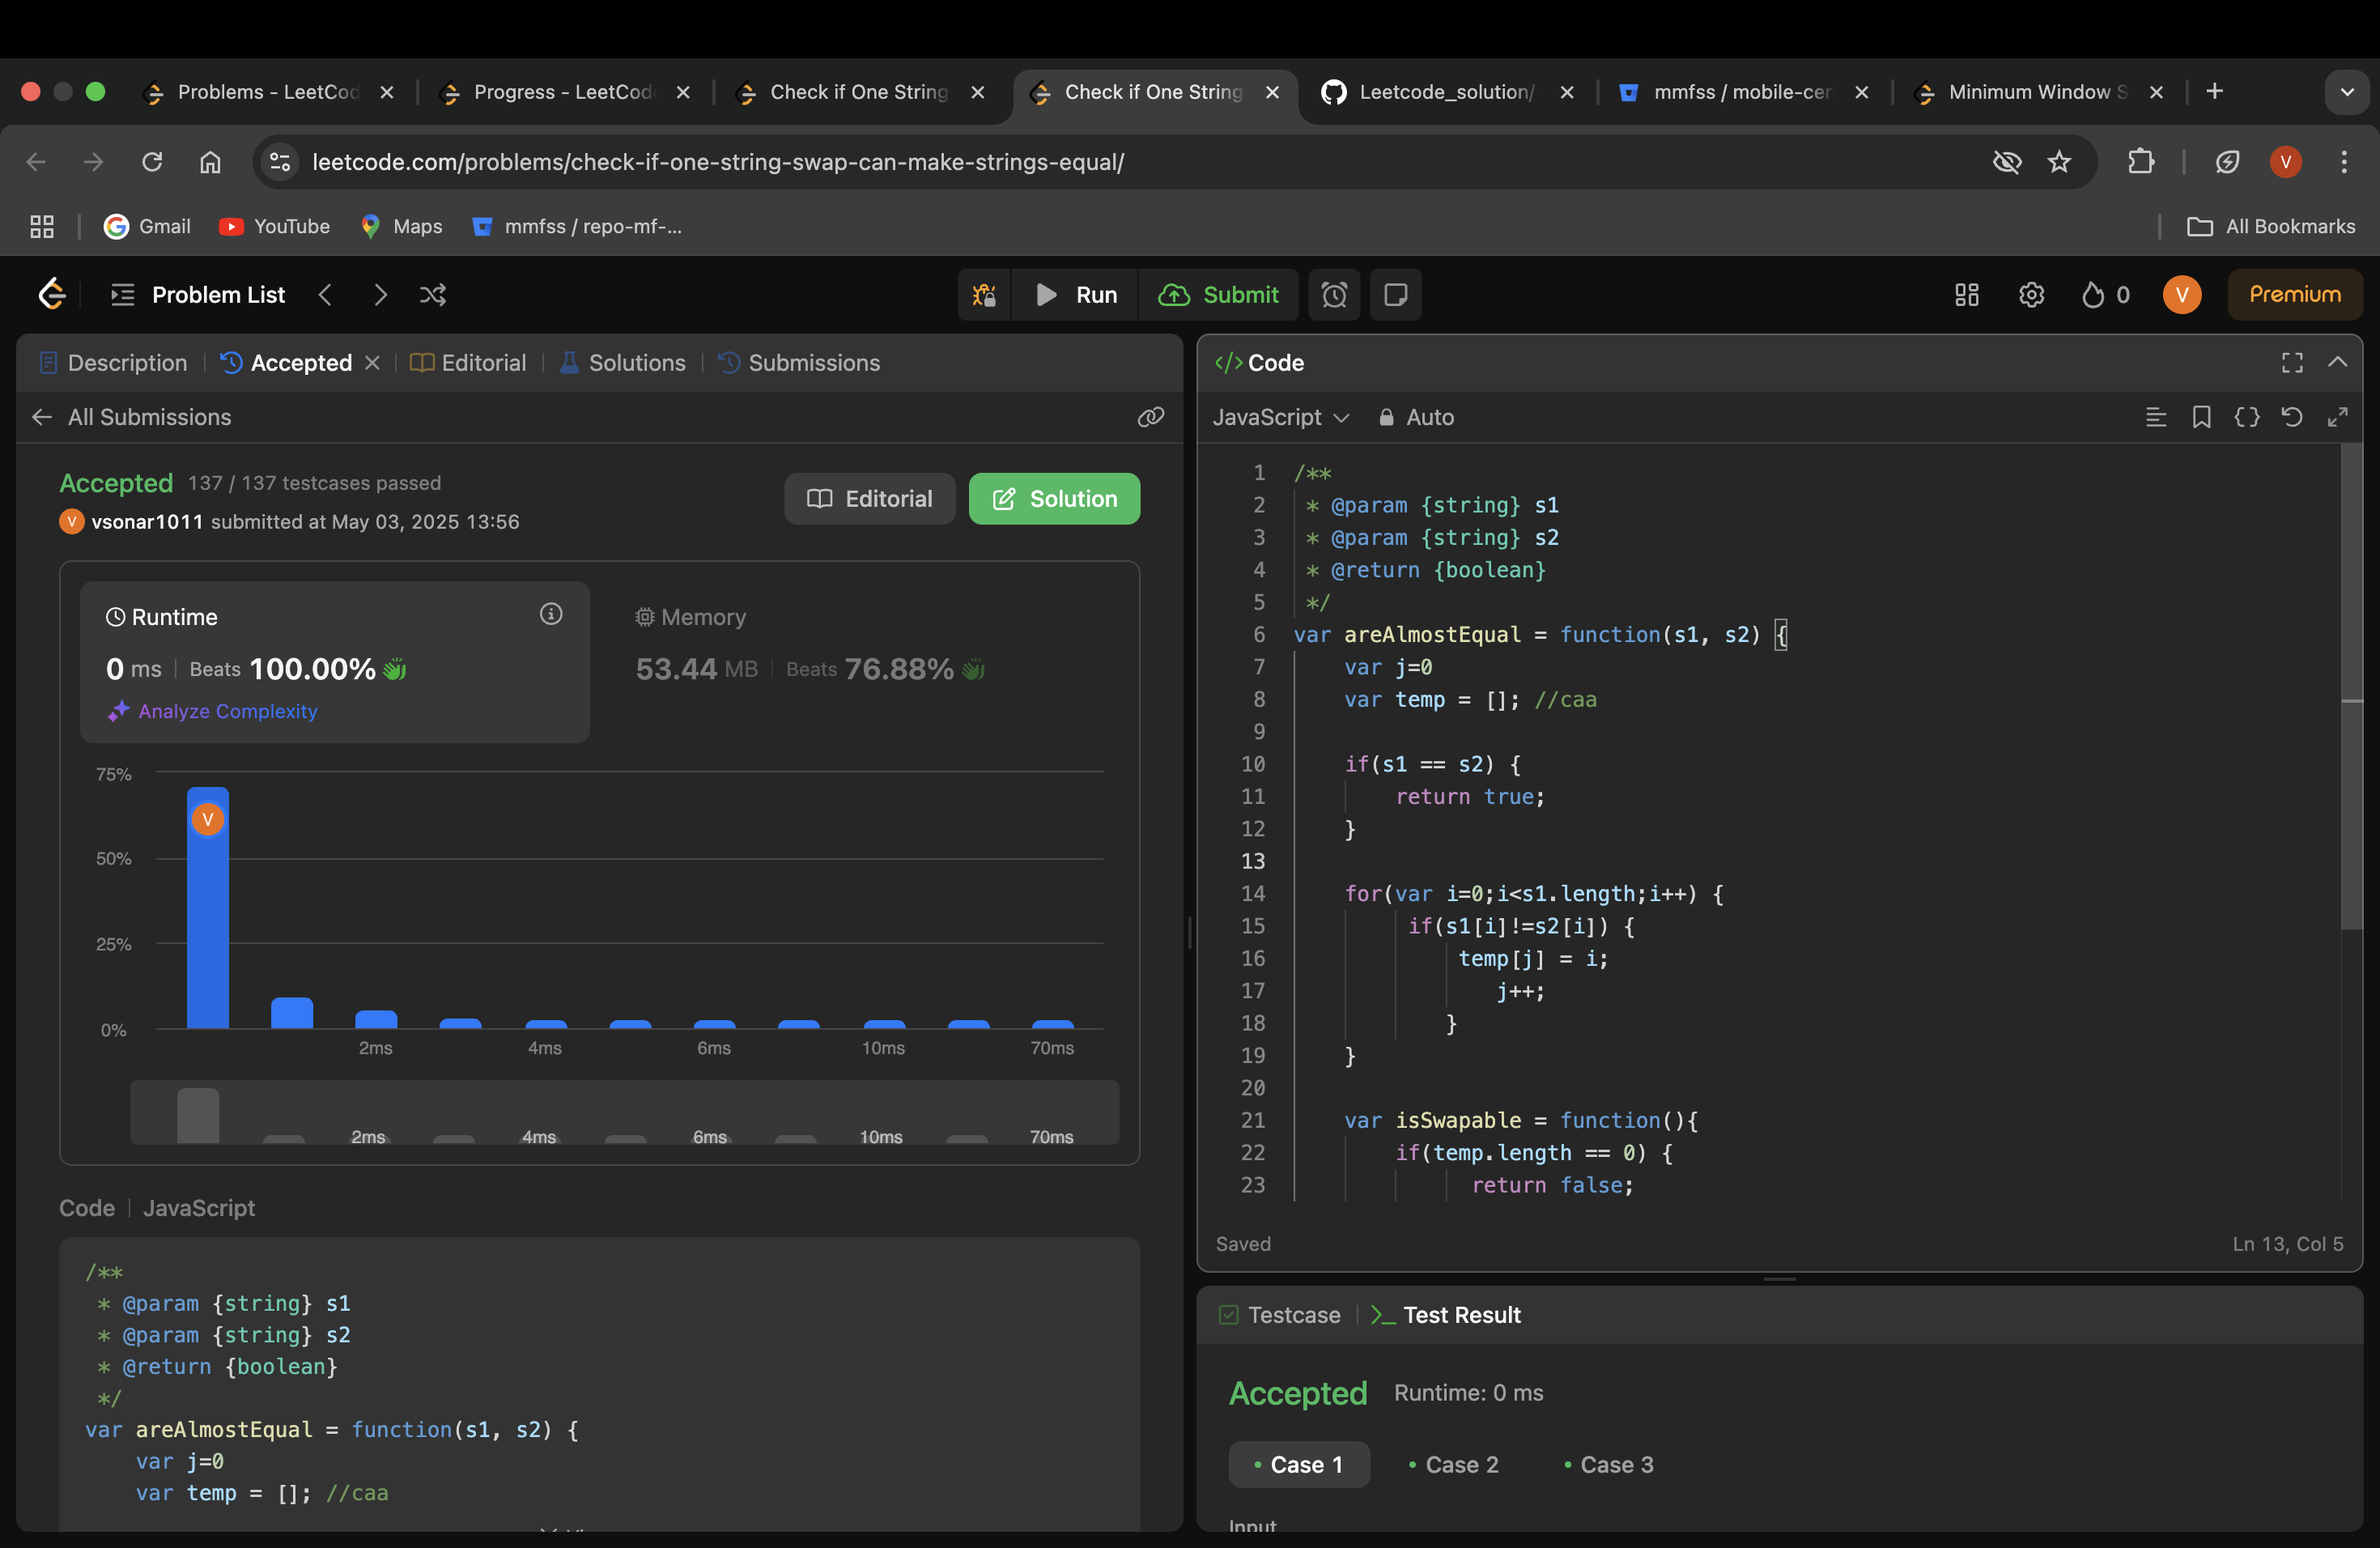 Problems - LeetCod
Progress - LeetCod
Check if One String
Check if One String
Leetcode_solution/
mmfss / mobile-cer
Minimum Window S
leetcode.com/problems/check-if-one-string-swap-can-make-strings-equal/
V
Gmail
YouTube
Maps
mmfss / repo-mf-...
All Bookmarks
Problem List
Run
Submit
0
V
Premium
Description
Accepted
Editorial
Solutions
Submissions
All Submissions
Accepted 137 / 137 testcases passed
V vsonar1011 submitted at May 03, 2025 13:56
Editorial
Solution
Runtime
0 ms | Beats 100.00%
Analyze Complexity
Memory
53.44 MB | Beats 76.88%
75%
50%
25%
0%
V
2ms 4ms 6ms 10ms 70ms
2ms 4ms 6ms 10ms 70ms
Code | JavaScript
/**
* @param {string} s1
* @param {string} s2
* @return {boolean}
*/
var areAlmostEqual = function(s1, s2) {
var j=0
var temp = []; //caa
</> Code
JavaScript
Auto
1 /**
2 * @param {string} s1
3 * @param {string} s2
4 * @return {boolean}
5 */
6 var areAlmostEqual = function(s1, s2) {
7 var j=0
8 var temp = []; //caa
9
10 if(s1 == s2) {
11 return true;
12 }
13
14 for(var i=0;i<s1.length;i++) {
15 if(s1[i]!=s2[i]) {
16 temp[j] = i;
17 j++;
18 }
19 }
20
21 var isSwapable = function(){
22 if(temp.length == 0) {
23 return false;
Saved
Ln 13, Col 5
Testcase
Test Result
Accepted Runtime: 0 ms
Case 1
Case 2
Case 3
Input